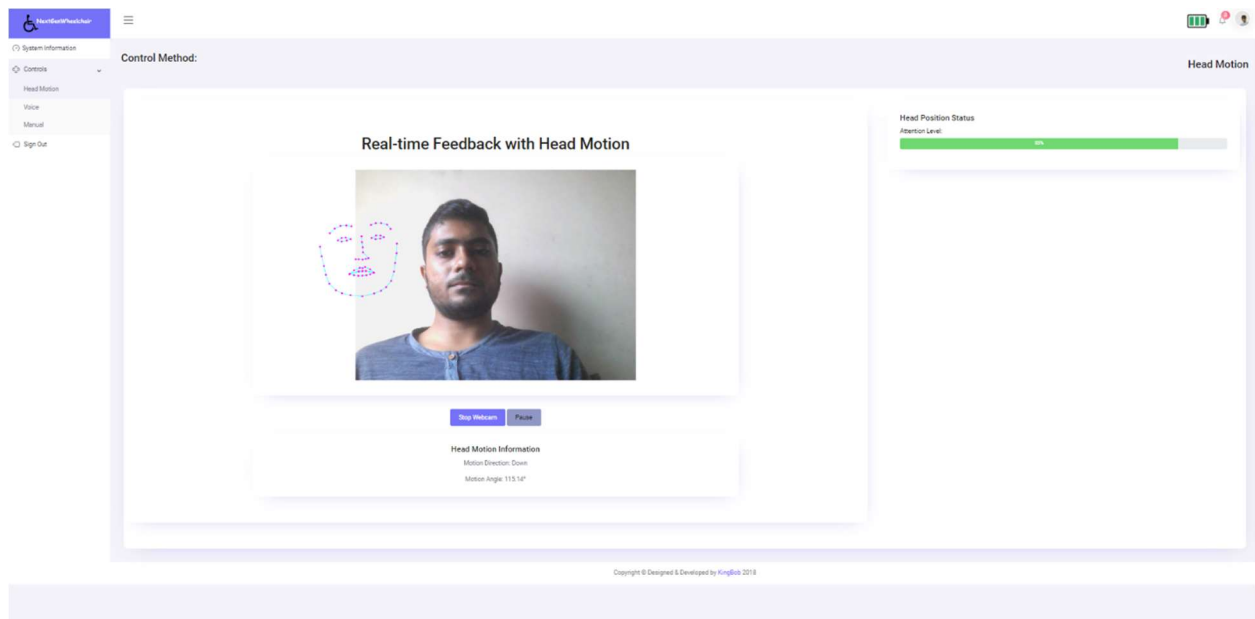 NextGenWheelchair
System Information
Controls
Head Motion
Voice
Manual
Sign Out
Control Method:
Head Motion
Real-time Feedback with Head Motion
Stop Webcam
Pause
Head Motion Information
Motion Direction: Down
Motion Angle: 115.14°
Head Position Status
Attention Level:
Copyright © Designed & Developed by KingBob 2018